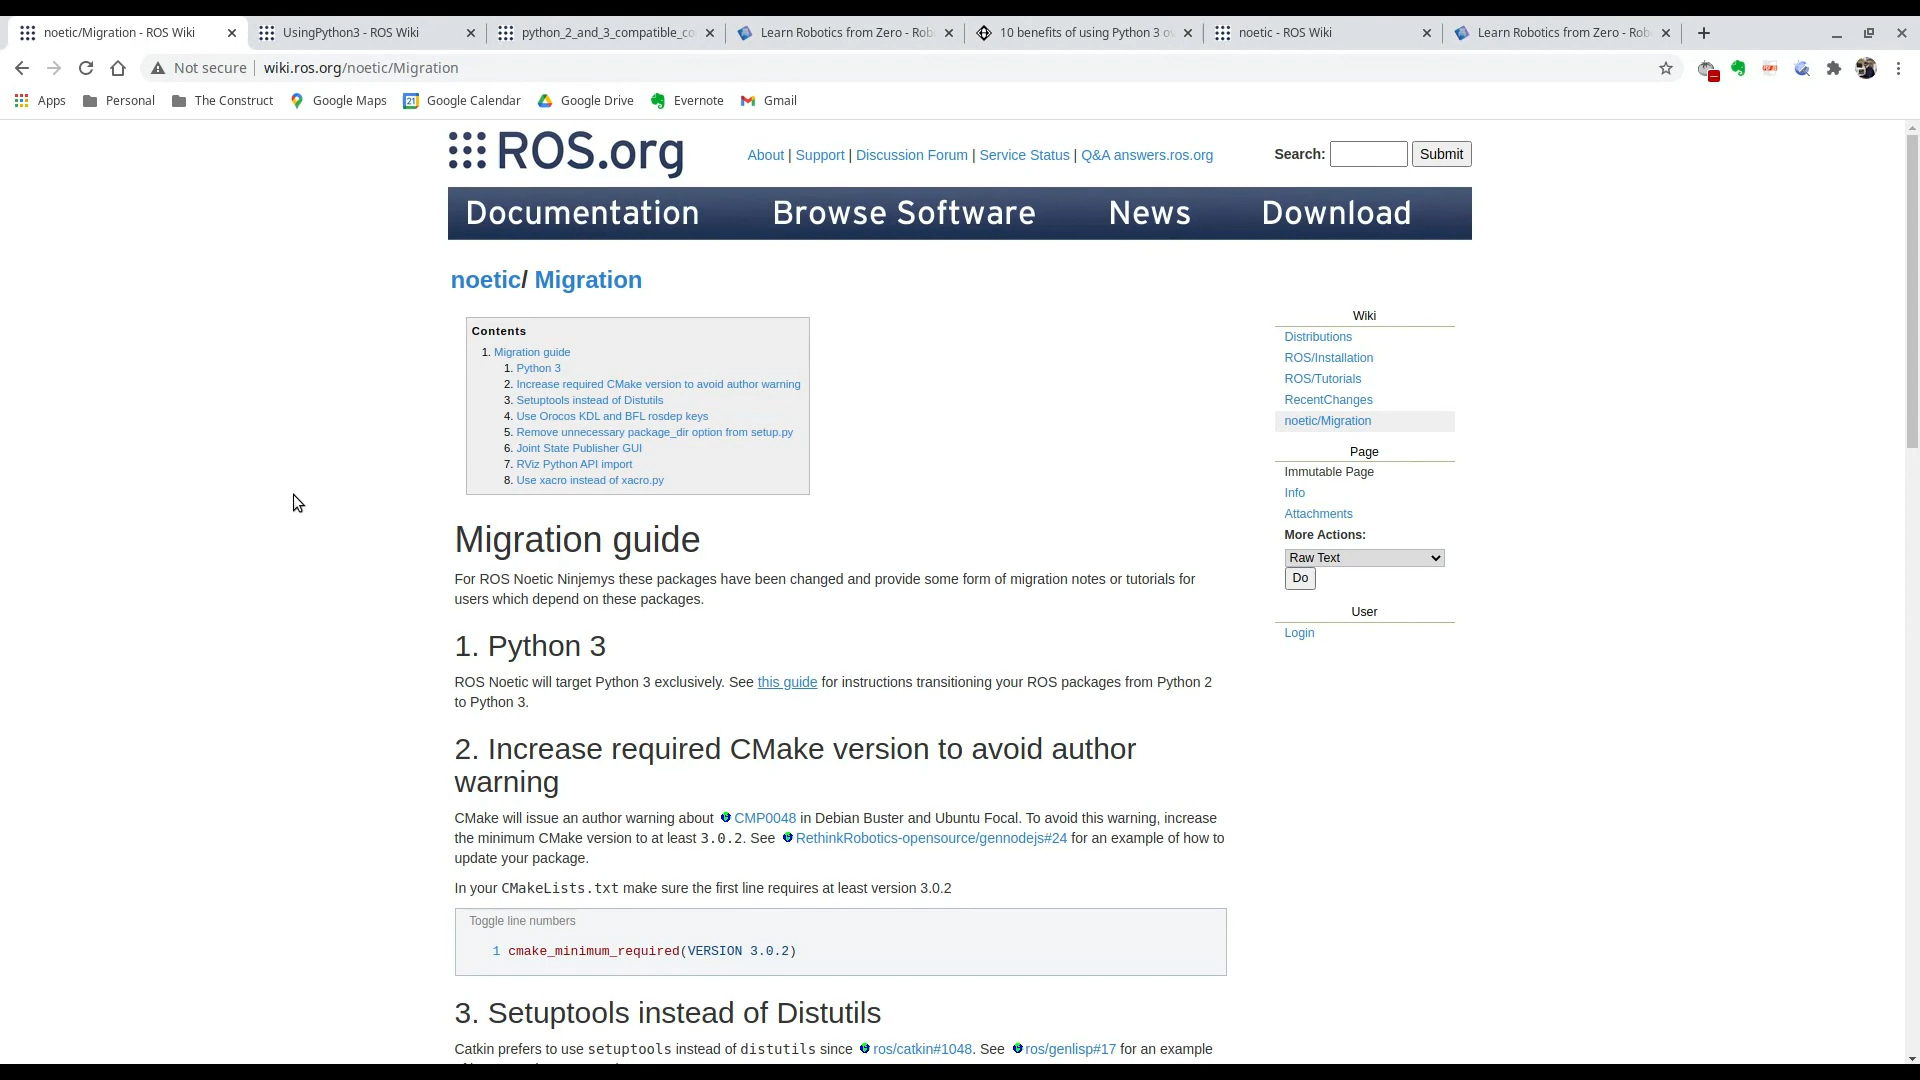 noetic/Migration - ROS Wiki
UsingPython3 - ROS Wiki
python_2_and_3_compatible_co
Learn Robotics from Zero - Rob
10 benefits of using Python 3 o
noetic - ROS Wiki
Learn Robotics from Zero - Rob
Not secure
wiki.ros.org/noetic/Migration
Apps
Personal
The Construct
Google Maps
Google Calendar
Google Drive
Evernote
Gmail
ROS.org
About | Support | Discussion Forum | Service Status | Q&A answers.ros.org
Search:
Submit
Documentation
Browse Software
News
Download
noetic/ Migration
Contents
1. Migration guide
1. Python 3
2. Increase required CMake version to avoid author warning
3. Setuptools instead of Distutils
4. Use Orocos KDL and BFL rosdep keys
5. Remove unnecessary package_dir option from setup.py
6. Joint State Publisher GUI
7. RViz Python API import
8. Use xacro instead of xacro.py
Wiki
Distributions
ROS/Installation
ROS/Tutorials
RecentChanges
noetic/Migration
Page
Immutable Page
Info
Attachments
More Actions:
Raw Text
Do
User
Login
Migration guide
For ROS Noetic Ninjemys these packages have been changed and provide some form of migration notes or tutorials for
users which depend on these packages.
1. Python 3
ROS Noetic will target Python 3 exclusively. See this guide for instructions transitioning your ROS packages from Python 2
to Python 3.
2. Increase required CMake version to avoid author
warning
CMake will issue an author warning about CMP0048 in Debian Buster and Ubuntu Focal. To avoid this warning, increase
the minimum CMake version to at least 3.0.2. See RethinkRobotics-opensource/gennodejs#24 for an example of how to
update your package.
In your CMakeLists.txt make sure the first line requires at least version 3.0.2
Toggle line numbers
1 cmake_minimum_required(VERSION 3.0.2)
3. Setuptools instead of Distutils
Catkin prefers to use setuptools instead of distutils since ros/catkin#1048. See ros/genlisp#17 for an example